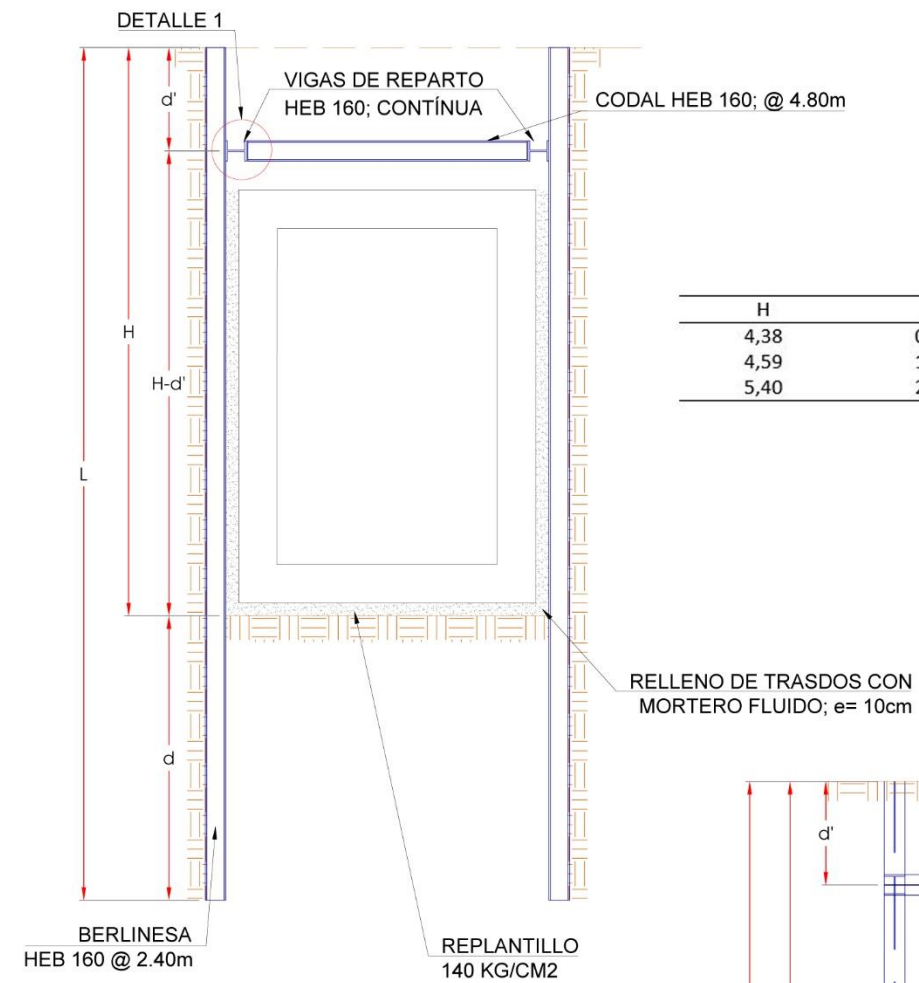 DETALLE 1
VIGAS DE REPARTO
HEB 160; CONTÍNUA
CODAL HEB 160; @ 4.80m
d'
H
H-d'
L
d
H
4,38
4,59
5,40
RELLENO DE TRASDOS CON
MORTERO FLUIDO; e= 10cm
d'
BERLINESA
HEB 160 @ 2.40m
REPLANTILLO
140 KG/CM2